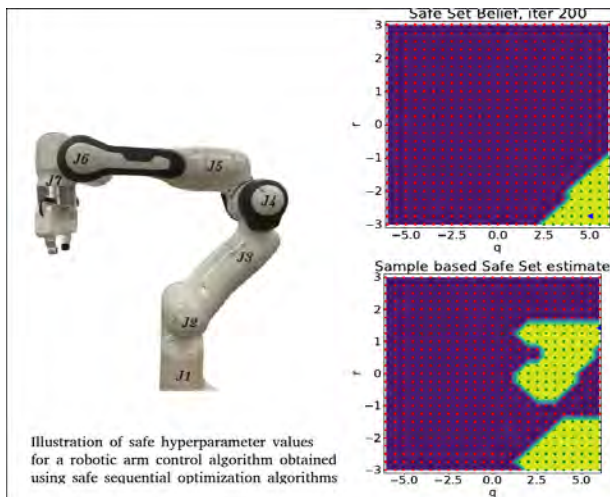 Safe Set Belief, iter 200
3
2
1
0
−1
−2
−3
r
−5.0 −2.5 0.0 2.5 5.0
q
Sample based Safe Set estimate
3
2
1
0
−1
−2
−3
r
−5.0 −2.5 0.0 2.5 5.0
q
J6
J5
J7
J4
J3
J2
J1
Illustration of safe hyperparameter values
for a robotic arm control algorithm obtained
using safe sequential optimization algorithms